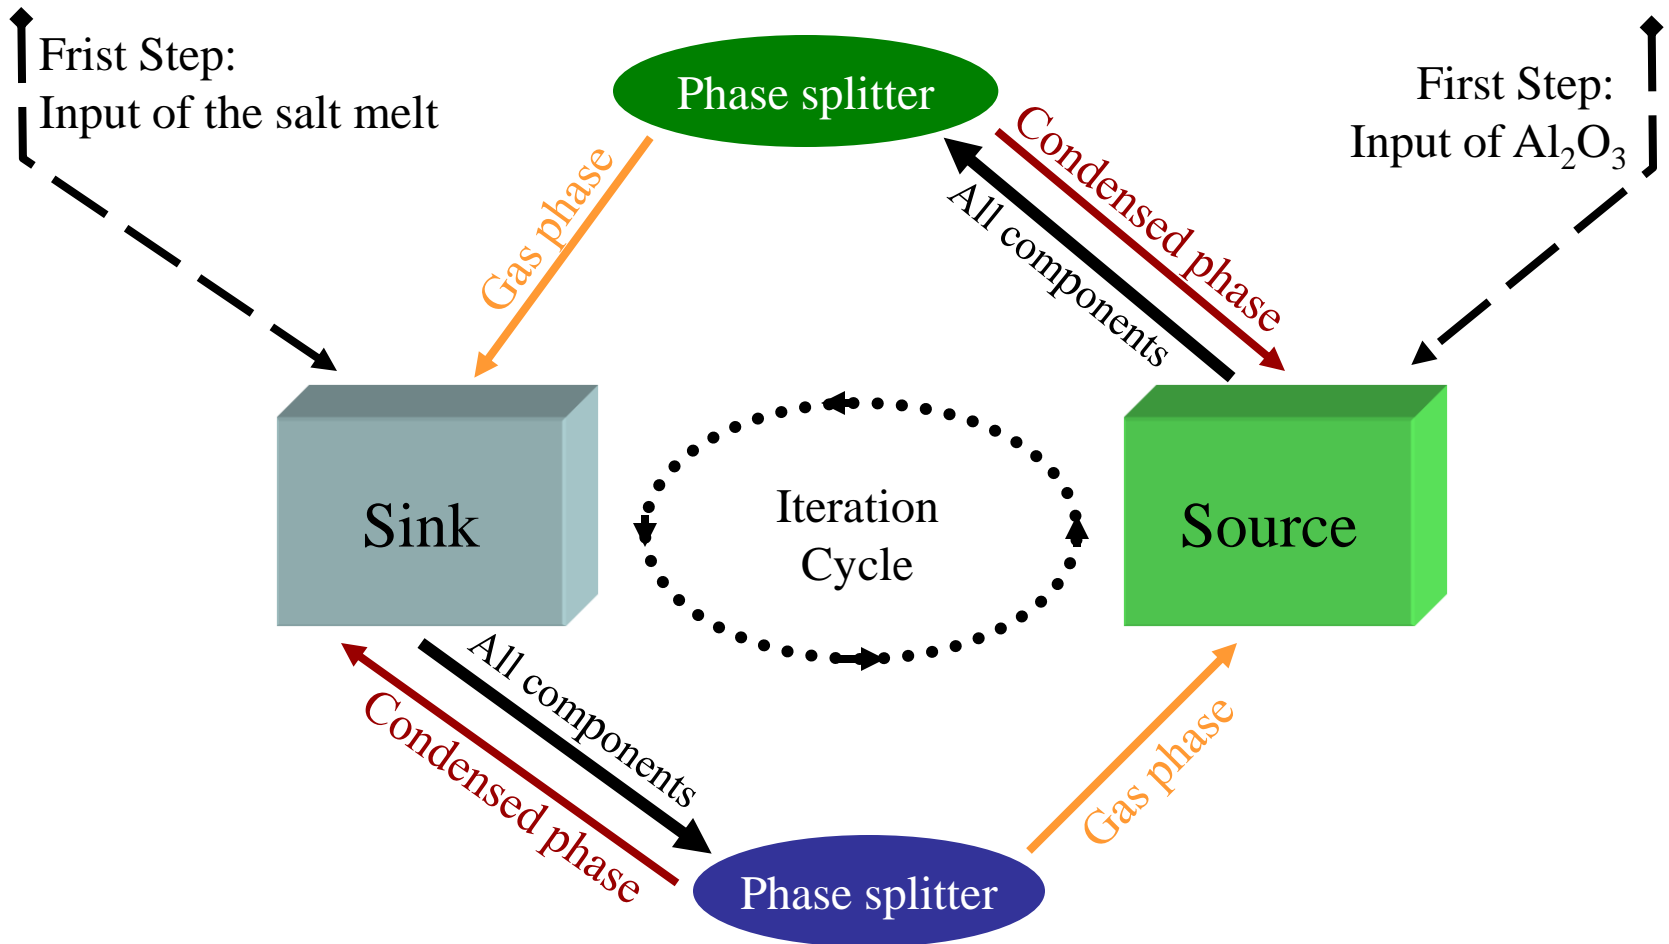 Frist Step:
Input of the salt melt
Phase splitter
First Step:
Input of Al₂O₃
Gas phase
Condensed phase
All components
Sink
Iteration
Cycle
Source
All components
Condensed phase
Gas phase
Phase splitter